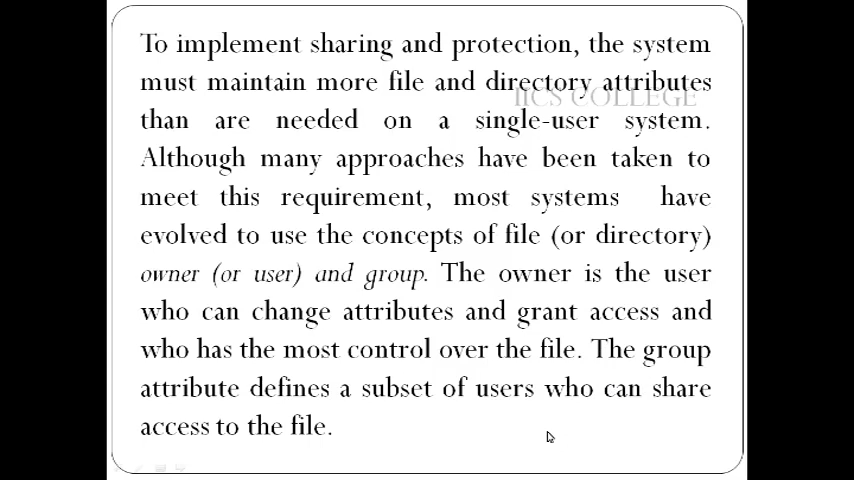 To implement sharing and protection, the system
must maintain more file and directory attributes
IICS COLLEGE
than are needed on a single-user system.
Although many approaches have been taken to
meet this requirement, most systems have
evolved to use the concepts of file (or directory)
owner (or user) and group. The owner is the user
who can change attributes and grant access and
who has the most control over the file. The group
attribute defines a subset of users who can share
access to the file.